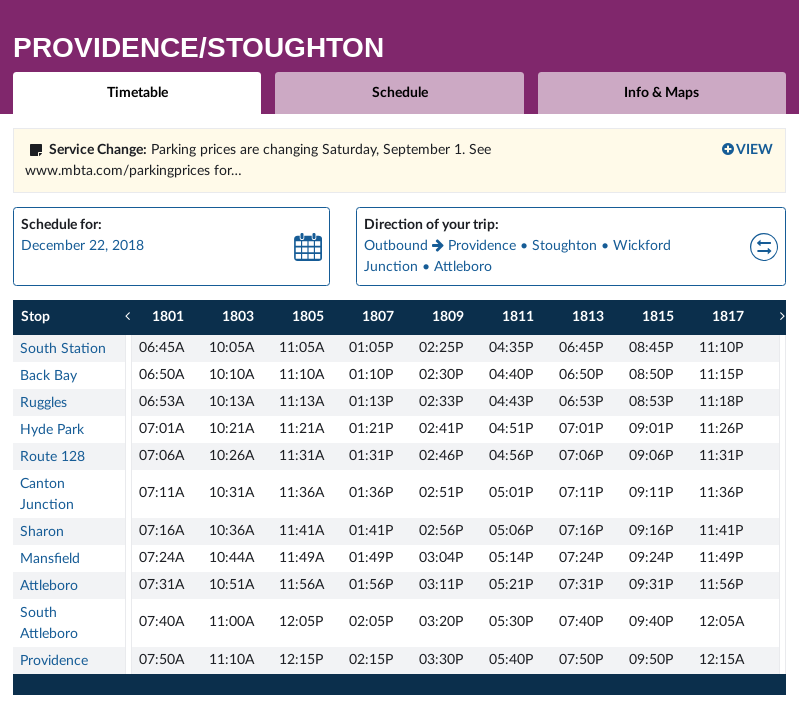 PROVIDENCE/STOUGHTON
Timetable Schedule Info & Maps
Service Change: Parking prices are changing Saturday, September 1. See VIEW
www.mbta.com/parkingprices for...
Schedule for: Direction of your trip:
December 22, 2018 Outbound → Providence • Stoughton • Wickford
Junction • Attleboro
Stop ‹ 1801 1803 1805 1807 1809 1811 1813 1815 1817 ›
South Station 06:45A 10:05A 11:05A 01:05P 02:25P 04:35P 06:45P 08:45P 11:10P
Back Bay 06:50A 10:10A 11:10A 01:10P 02:30P 04:40P 06:50P 08:50P 11:15P
Ruggles 06:53A 10:13A 11:13A 01:13P 02:33P 04:43P 06:53P 08:53P 11:18P
Hyde Park 07:01A 10:21A 11:21A 01:21P 02:41P 04:51P 07:01P 09:01P 11:26P
Route 128 07:06A 10:26A 11:31A 01:31P 02:46P 04:56P 07:06P 09:06P 11:31P
Canton
Junction 07:11A 10:31A 11:36A 01:36P 02:51P 05:01P 07:11P 09:11P 11:36P
Sharon 07:16A 10:36A 11:41A 01:41P 02:56P 05:06P 07:16P 09:16P 11:41P
Mansfield 07:24A 10:44A 11:49A 01:49P 03:04P 05:14P 07:24P 09:24P 11:49P
Attleboro 07:31A 10:51A 11:56A 01:56P 03:11P 05:21P 07:31P 09:31P 11:56P
South
Attleboro 07:40A 11:00A 12:05P 02:05P 03:20P 05:30P 07:40P 09:40P 12:05A
Providence 07:50A 11:10A 12:15P 02:15P 03:30P 05:40P 07:50P 09:50P 12:15A